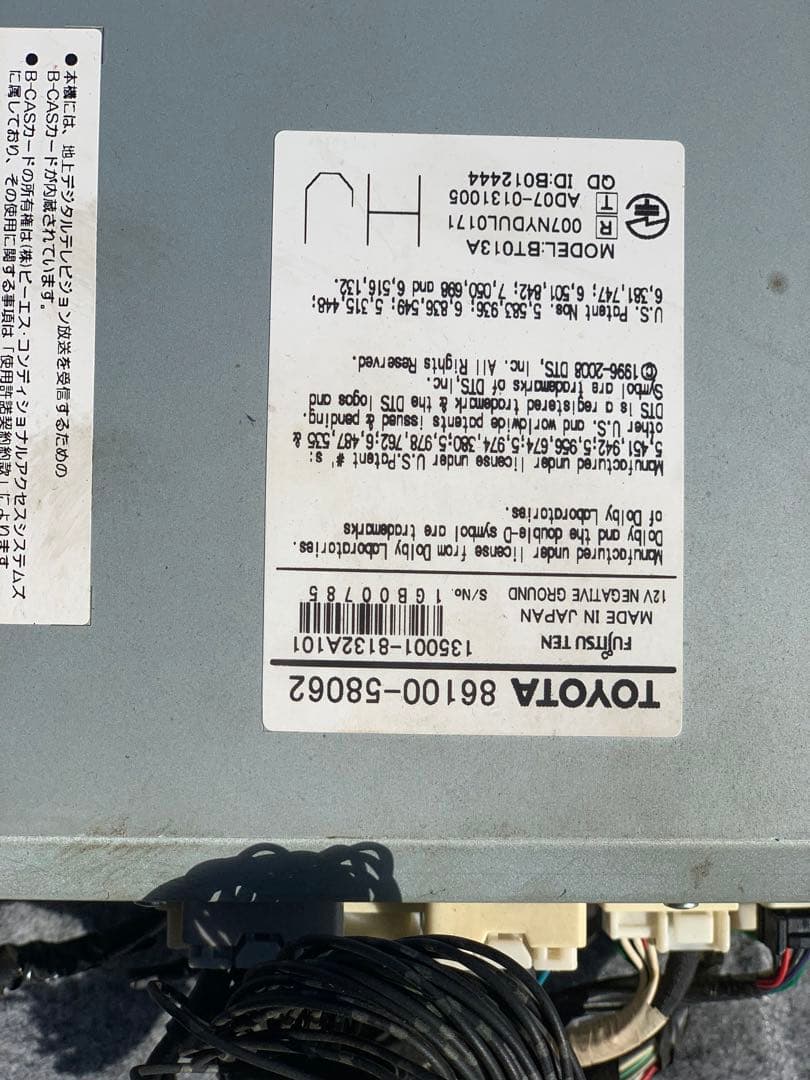 TOYOTA 86100-58062
FUJITSU TEN 135001-8132A101
MADE IN JAPAN
12V NEGATIVE GROUND S/No. 1GB00785
Manufactured under license from Dolby Laboratories.
Dolby and the double-D symbol are trademarks
of Dolby Laboratories.
Manufactured under license under U.S.Patent #'s:
5,451,942;5,956,674;5,974,380;5,978,762;6,487,535 &
other U.S. and worldwide patents issued & pending.
DTS is a registered trademark & the DTS logos and
Symbol are trademarks of DTS,Inc.
©1996-2008 DTS, Inc. All Rights Reserved.
U.S. Patent Nos. 5,583,936; 6,836,549; 5,315,448;
6,381,747; 6,501,842; 7,050,698 and 6,516,132.
MODEL:BT013A
R 007NYDUL0171
T AD07-0131005
QD ID:B012444
●本機には、地上デジタルテレビジョン放送を受信するための
B-CASカードが内蔵されています。
●B-CASカードの所有権は(株)ビーエス・コンディショナルアクセスシステムズ
に属しており、その使用に関する事項は「使用許諾契約約款」によります